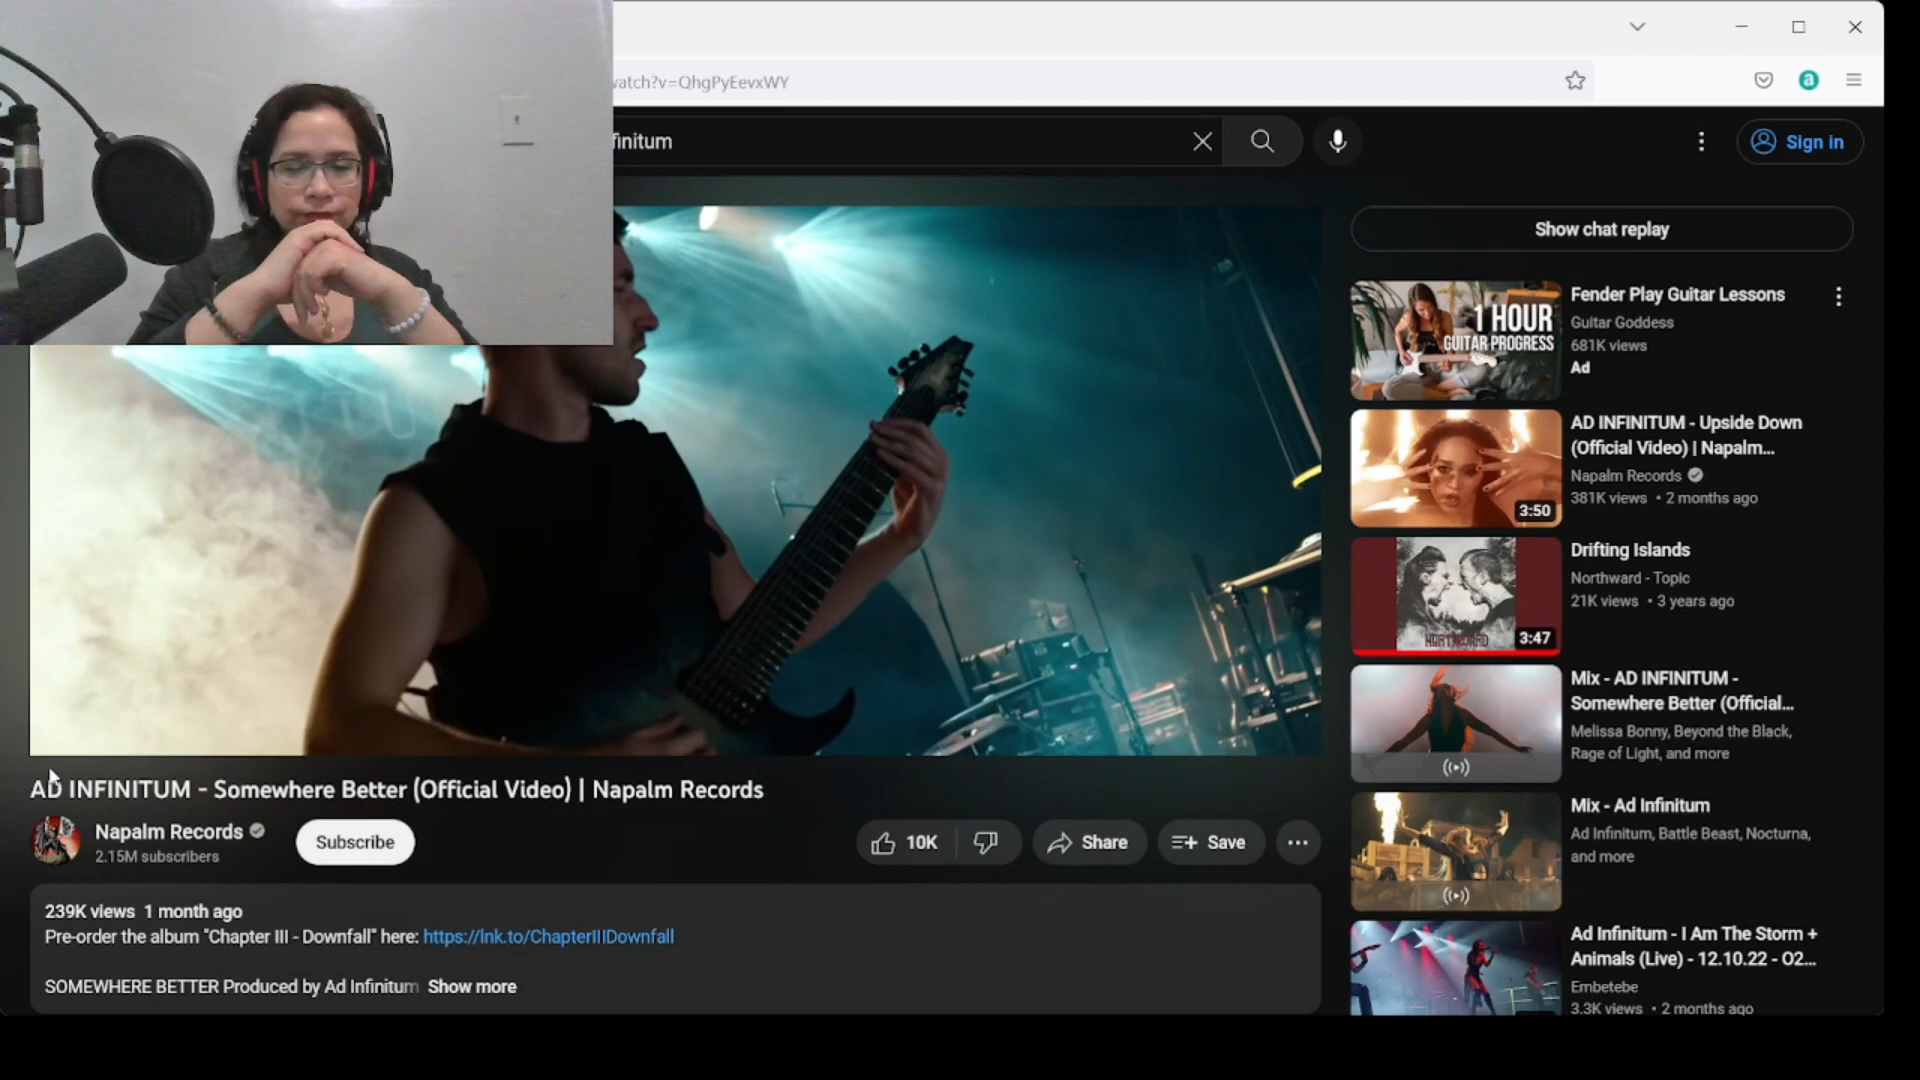 watch?v=QhgPyEevxWY
finitum
Sign in
Show chat replay
1 HOUR
GUITAR PROGRESS
Fender Play Guitar Lessons
Guitar Goddess
681K views
Ad
3:50
AD INFINITUM - Upside Down
(Official Video) | Napalm...
Napalm Records
381K views • 2 months ago
NORTHWARD
3:47
Drifting Islands
Northward - Topic
21K views • 3 years ago
Mix - AD INFINITUM -
Somewhere Better (Official...
Melissa Bonny, Beyond the Black,
Rage of Light, and more
Mix - Ad Infinitum
Ad Infinitum, Battle Beast, Nocturna,
and more
Ad Infinitum - I Am The Storm +
Animals (Live) - 12.10.22 - O2...
Embetebe
3.3K views • 2 months ago
AD INFINITUM - Somewhere Better (Official Video) | Napalm Records
Napalm Records
2.15M subscribers
Subscribe
10K
Share
Save
239K views 1 month ago
Pre-order the album "Chapter III - Downfall" here: https://lnk.to/ChapterIIIDownfall
SOMEWHERE BETTER Produced by Ad Infinitum Show more